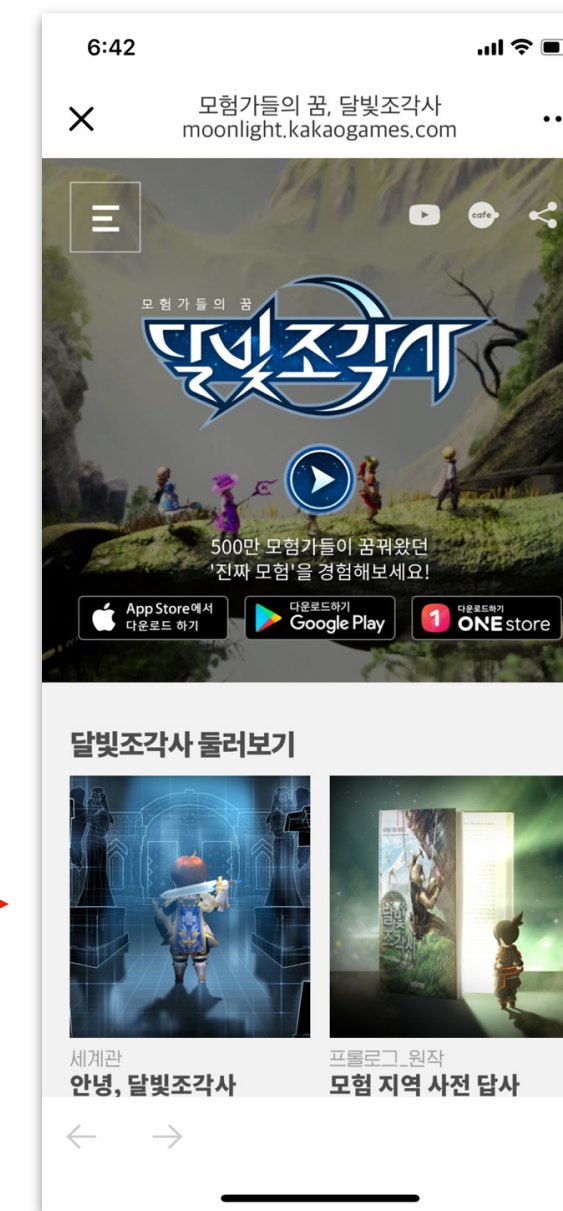 6:42
모험가들의 꿈, 달빛조각사
moonlight.kakaogames.com
cafe
모험가들의 꿈
달빛조각사
500만 모험가들이 꿈꿔왔던
'진짜 모험'을 경험해보세요!
App Store에서
다운로드 하기
다운로드하기
Google Play
1
다운로드하기
ONE store
달빛조각사 둘러보기
달빛
조각사
세계관
안녕, 달빛조각사
프롤로그_원작
모험 지역 사전 답사